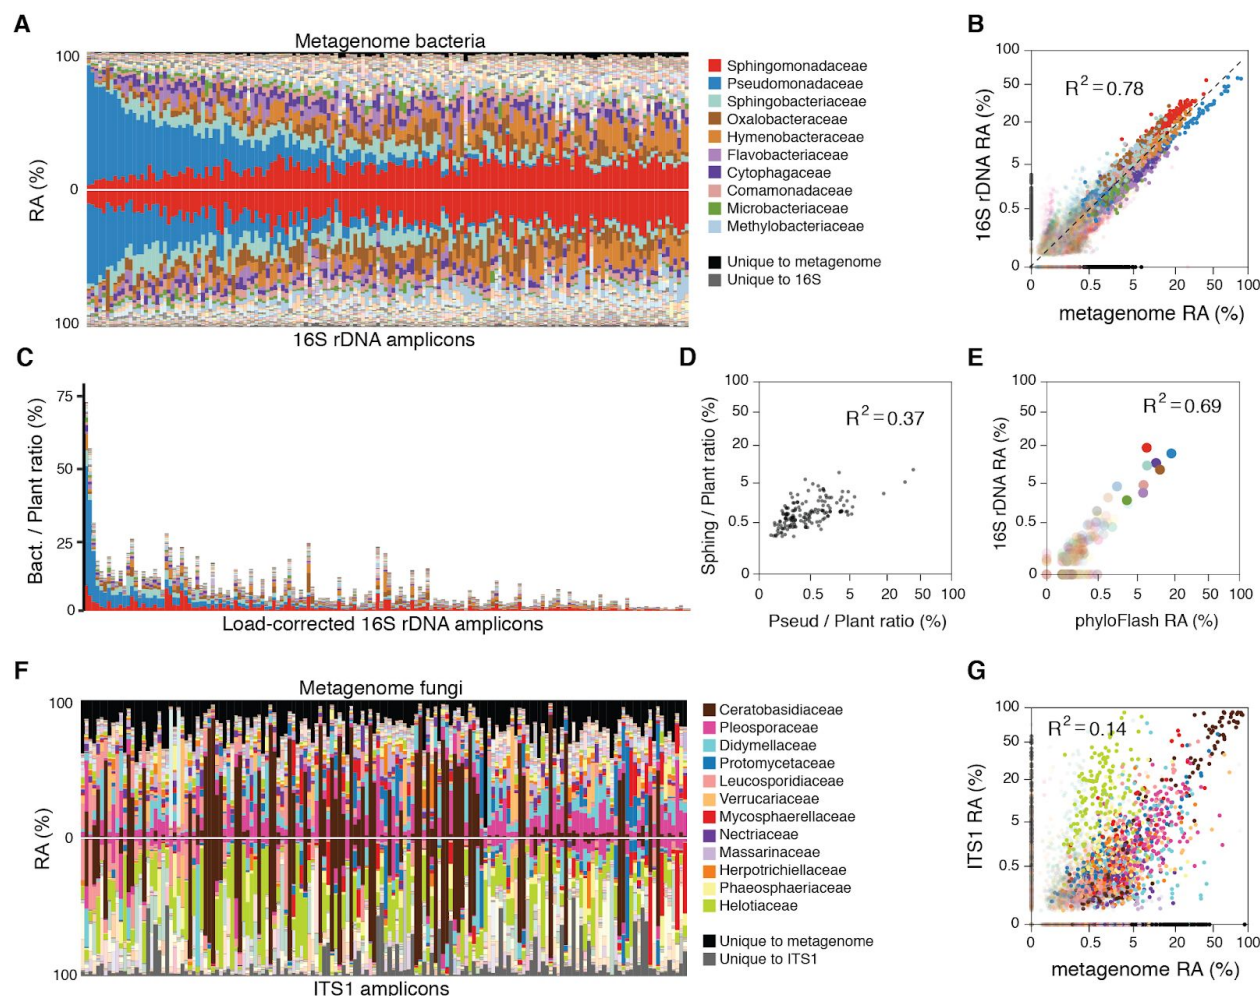 A
Metagenome bacteria
100
0
100
RA (%)
16S rDNA amplicons
Sphingomonadaceae
Pseudomonadaceae
Sphingobacteriaceae
Oxalobacteraceae
Hymenobacteraceae
Flavobacteriaceae
Cytophagaceae
Comamonadaceae
Microbacteriaceae
Methylobacteriaceae
Unique to metagenome
Unique to 16S
B
R² = 0.78
100
50
20
5
0.5
0
16S rDNA RA (%)
0 0.5 5 20 50 100
metagenome RA (%)
C
75
50
25
0
Bact. / Plant ratio (%)
Load-corrected 16S rDNA amplicons
D
R² = 0.37
100
50
20
5
0.5
0
Sphing / Plant ratio (%)
0 0.5 5 20 50 100
Pseud / Plant ratio (%)
E
R² = 0.69
100
50
20
5
0.5
0
16S rDNA RA (%)
0 0.5 5 20 50 100
phyloFlash RA (%)
F
Metagenome fungi
100
0
100
RA (%)
ITS1 amplicons
Ceratobasidiaceae
Pleosporaceae
Didymellaceae
Protomycetaceae
Leucosporidiaceae
Verrucariaceae
Mycosphaerellaceae
Nectriaceae
Massarinaceae
Herpotrichiellaceae
Phaeosphaeriaceae
Helotiaceae
Unique to metagenome
Unique to ITS1
G
R² = 0.14
100
50
20
5
0.5
0
ITS1 RA (%)
0 0.5 5 20 50 100
metagenome RA (%)